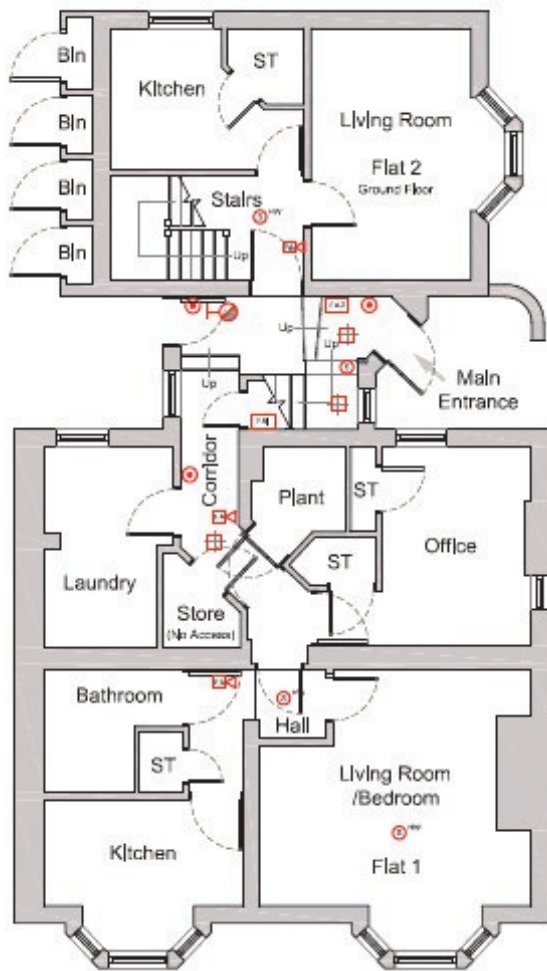 Bin
Kitchen
ST
Living Room
Bin
Flat 2
Ground Floor
Bin
Stairs
Bin
Up
Up
Up
Up
Main
Entrance
Corridor
Plant
ST
Office
ST
Laundry
Store
(No Access)
Bathroom
Hall
ST
Living Room
/Bedroom
Kitchen
Flat 1